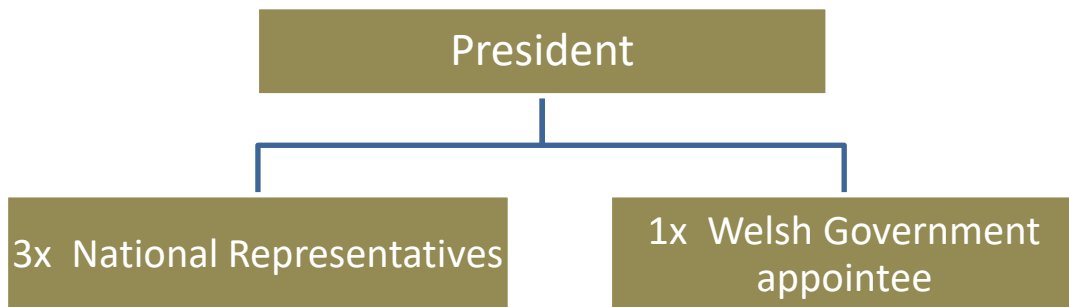 President
3x National Representatives
1x Welsh Government
appointee